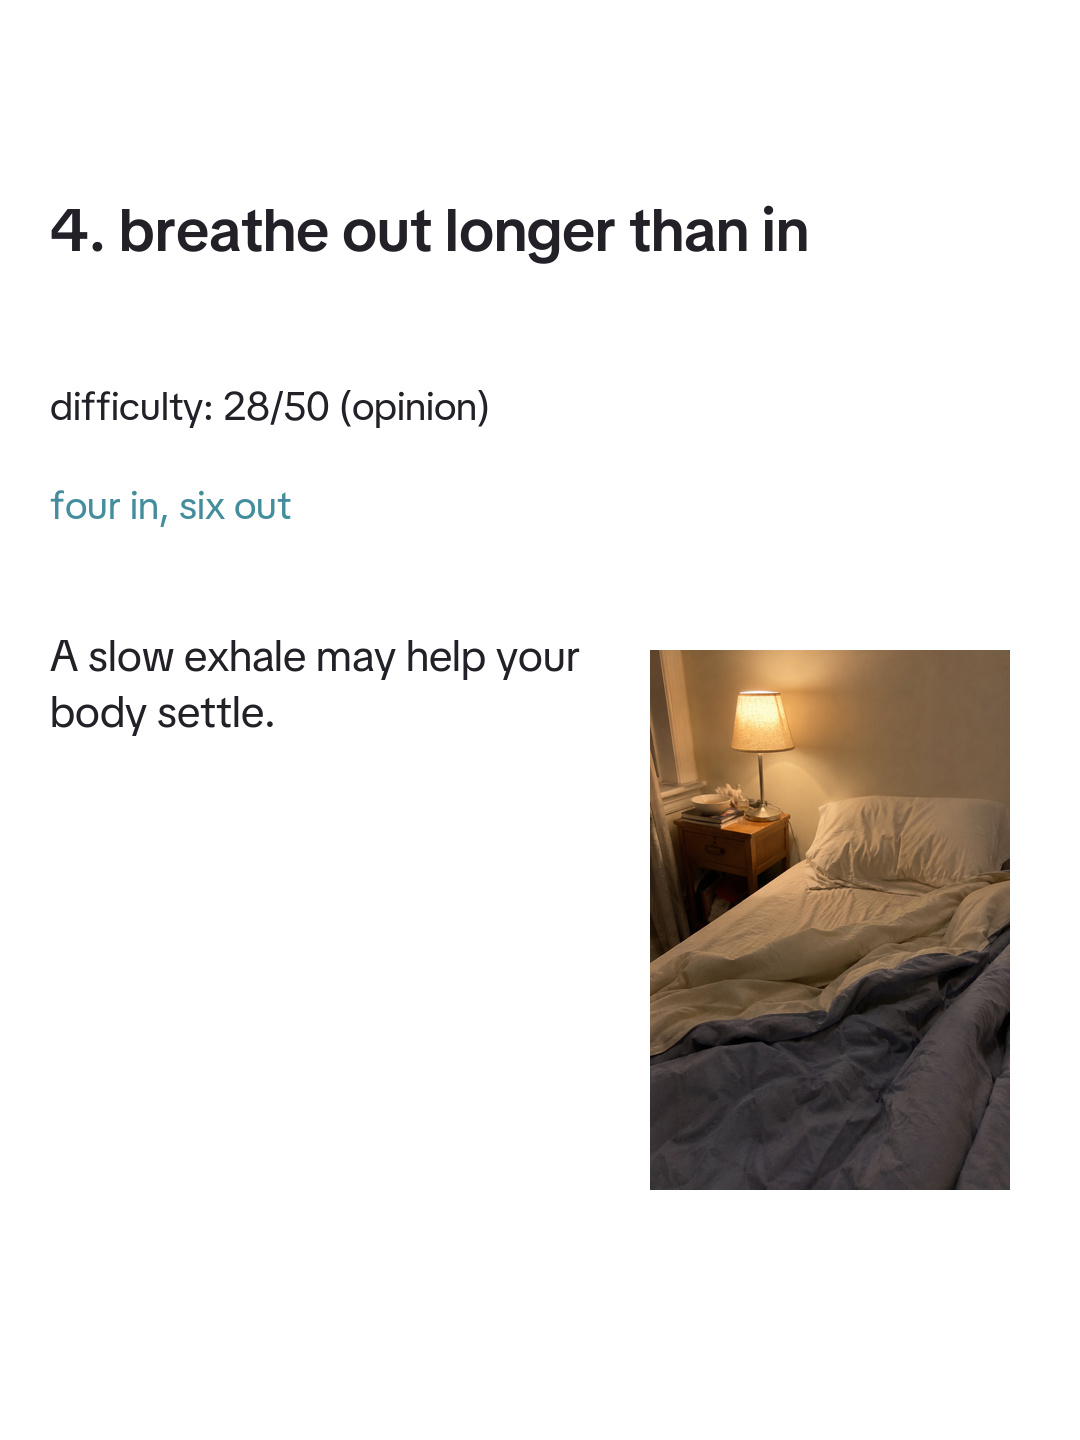 4. breathe out longer than in
difficulty: 28/50 (opinion)
four in, six out
A slow exhale may help your
body settle.